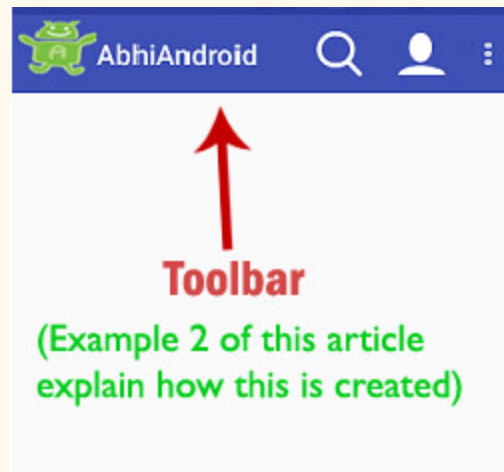 AbhiAndroid
Toolbar
(Example 2 of this article
explain how this is created)